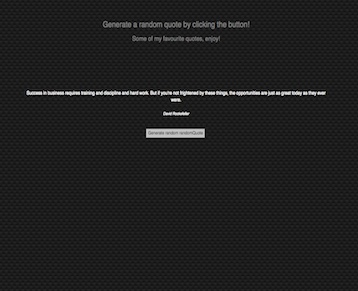 Generate a random quote by clicking the button!
Some of my favourite quotes, enjoy!
Success in business requires training and discipline and hard work. But if you're not frightened by these things, the opportunities are just as great today as they ever
were.
David Rockefeller
Generate random randomQuote